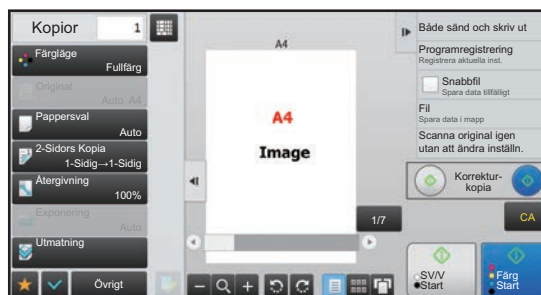 Kopior 1
Färgläge
Fullfärg
Original
Auto A4
Pappersval
Auto
2-Sidors Kopia
1-Sidig→1-Sidig
Återgivning
100%
Exponering
Auto
Utmatning
Övrigt
A4
A4
Image
1/7
Både sänd och skriv ut
Programregistrering
Registrera aktuella inst.
Snabbfil
Spara data tillfälligt
Fil
Spara data i mapp
Scanna original igen
utan att ändra inställn.
Korrektur-
kopia
CA
SV/V
Start
Färg
Start